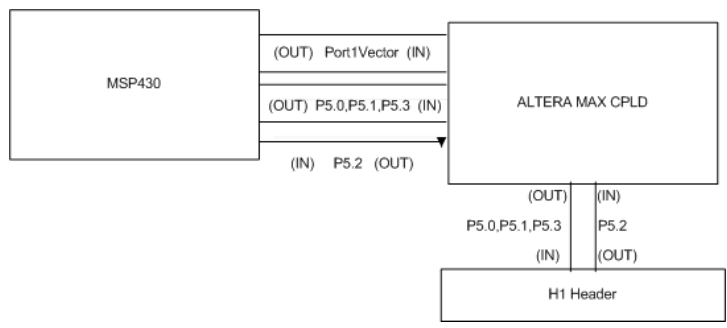 (OUT) Port1Vector (IN)
MSP430
ALTERA MAX CPLD
(OUT) P5.0,P5.1,P5.3 (IN)
(IN) P5.2 (OUT)
(OUT) (IN)
P5.0,P5.1,P5.3 P5.2
(IN) (OUT)
H1 Header